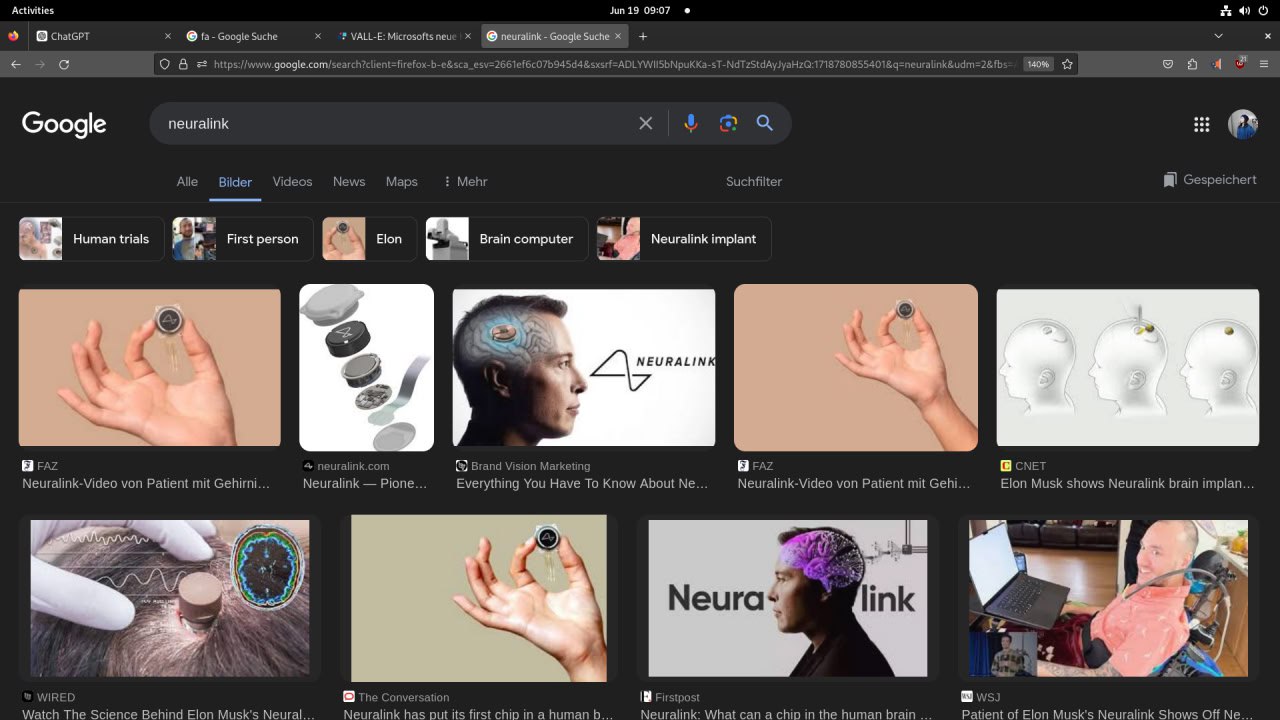 Activities
Jun 19 09:07
ChatGPT
fa - Google Suche
VALL-E: Microsofts neue
neuralink - Google Suche
https://www.google.com/search?client=firefox-b-e&sca_esv=2661ef6c07b945d4&sxsrf=ADLYWII5bNpuKKa-sT-NdTzStdAyJyaHzQ:1718780855401&q=neuralink&udm=2&fbs=
140%
Google
neuralink
Alle
Bilder
Videos
News
Maps
Mehr
Suchfilter
Gespeichert
Human trials
First person
Elon
Brain computer
Neuralink implant
NEURALINK
FAZ
Neuralink-Video von Patient mit Gehirni...
neuralink.com
Neuralink — Pione...
Brand Vision Marketing
Everything You Have To Know About Ne...
FAZ
Neuralink-Video von Patient mit Gehi...
CNET
Elon Musk shows Neuralink brain implan...
Neura link
WIRED
Watch The Science Behind Elon Musk's Neural...
The Conversation
Neuralink has put its first chip in a human b...
Firstpost
Neuralink: What can a chip in the human brain ...
WSJ
Patient of Elon Musk's Neuralink Shows Off Ne...